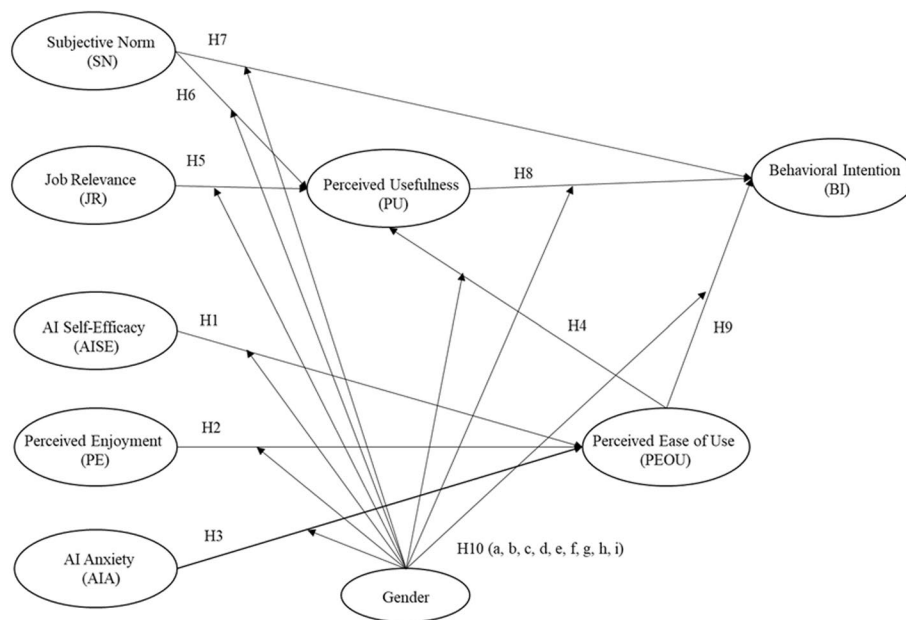 Subjective Norm
(SN)
H7
H6
Job Relevance
(JR)
H5
Perceived Usefulness
(PU)
H8
Behavioral Intention
(BI)
AI Self-Efficacy
(AISE)
H1
H4
H9
Perceived Enjoyment
(PE)
H2
Perceived Ease of Use
(PEOU)
AI Anxiety
(AIA)
H3
H10 (a, b, c, d, e, f, g, h, i)
Gender